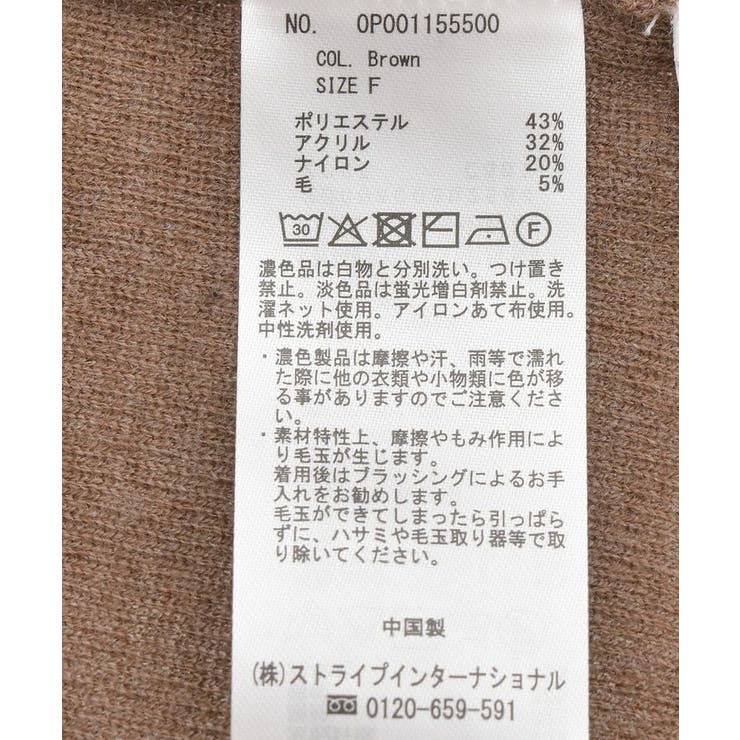 NO. 0P001155500
COL. Brown
SIZE F
ポリエステル 43%
アクリル 32%
ナイロン 20%
毛 5%
30 F
濃色品は白物と分別洗い。つけ置き
禁止。淡色品は蛍光増白剤禁止。洗
濯ネット使用。アイロンあて布使用。
中性洗剤使用。
・濃色製品は摩擦や汗、雨等で濡れ
た際に他の衣類や小物類に色が移
る事がありますのでご注意くださ
い。
・素材特性上、摩擦やもみ作用によ
り毛玉が生じます。
着用後はブラッシングによるお手
入れをお勧めします。
毛玉ができてしまったら引っぱら
ずに、ハサミや毛玉取り器等で取
り除いてください。
中国製
(株)ストライプインターナショナル
0120-659-591